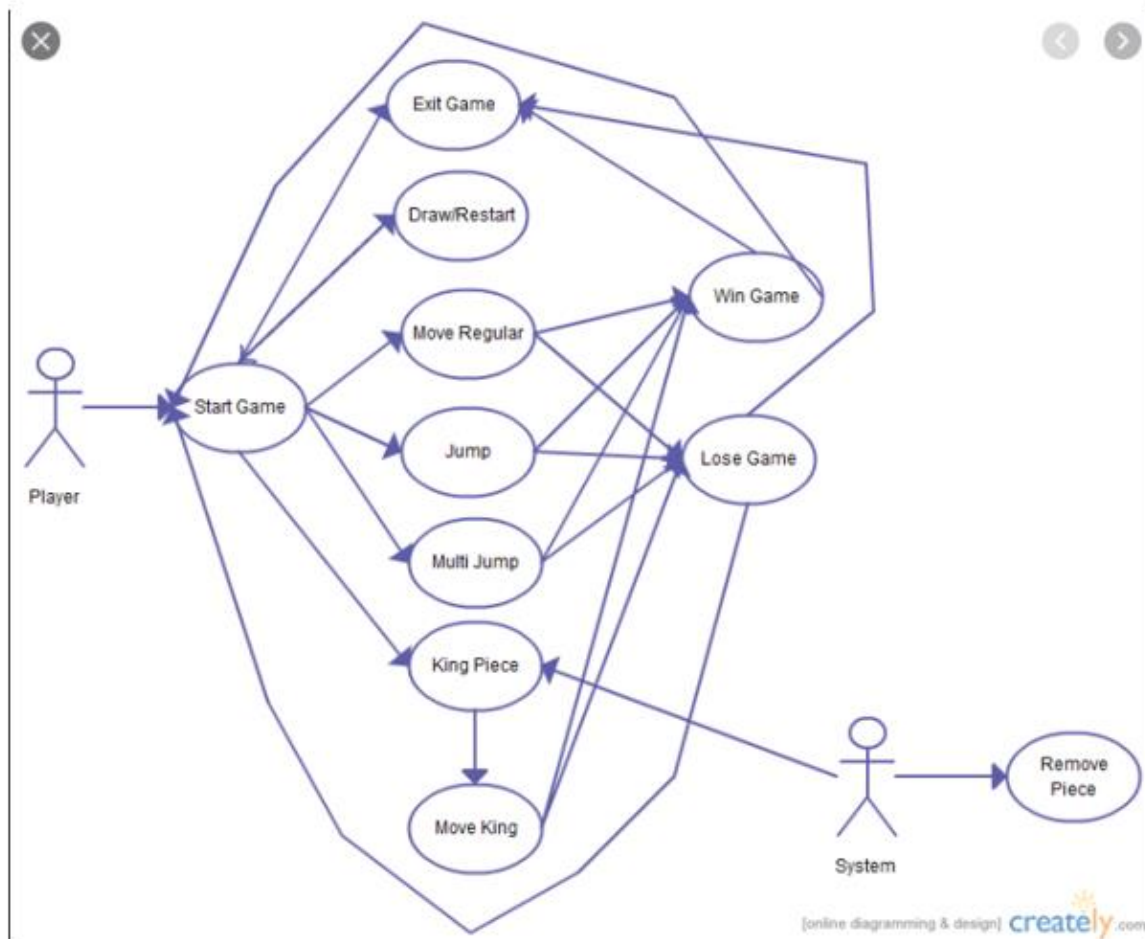 Exit Game
Draw/Restart
Win Game
Move Regular
Start Game
Jump
Lose Game
Player
Multi Jump
King Piece
Remove
Piece
Move King
System
[online diagramming & design] creately.com